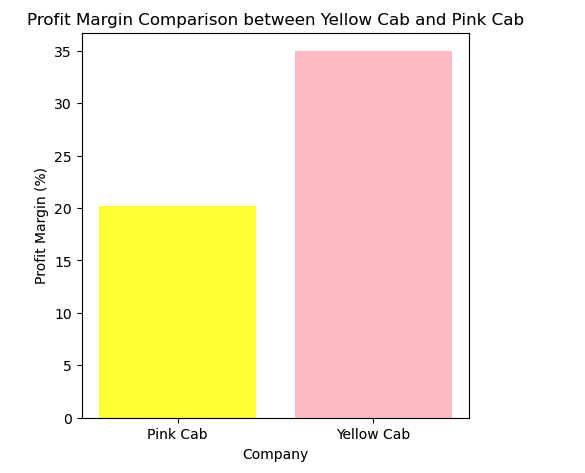 Profit Margin Comparison between Yellow Cab and Pink Cab
35
30
25
20
15
10
5
0
Profit Margin (%)
Pink Cab
Yellow Cab
Company